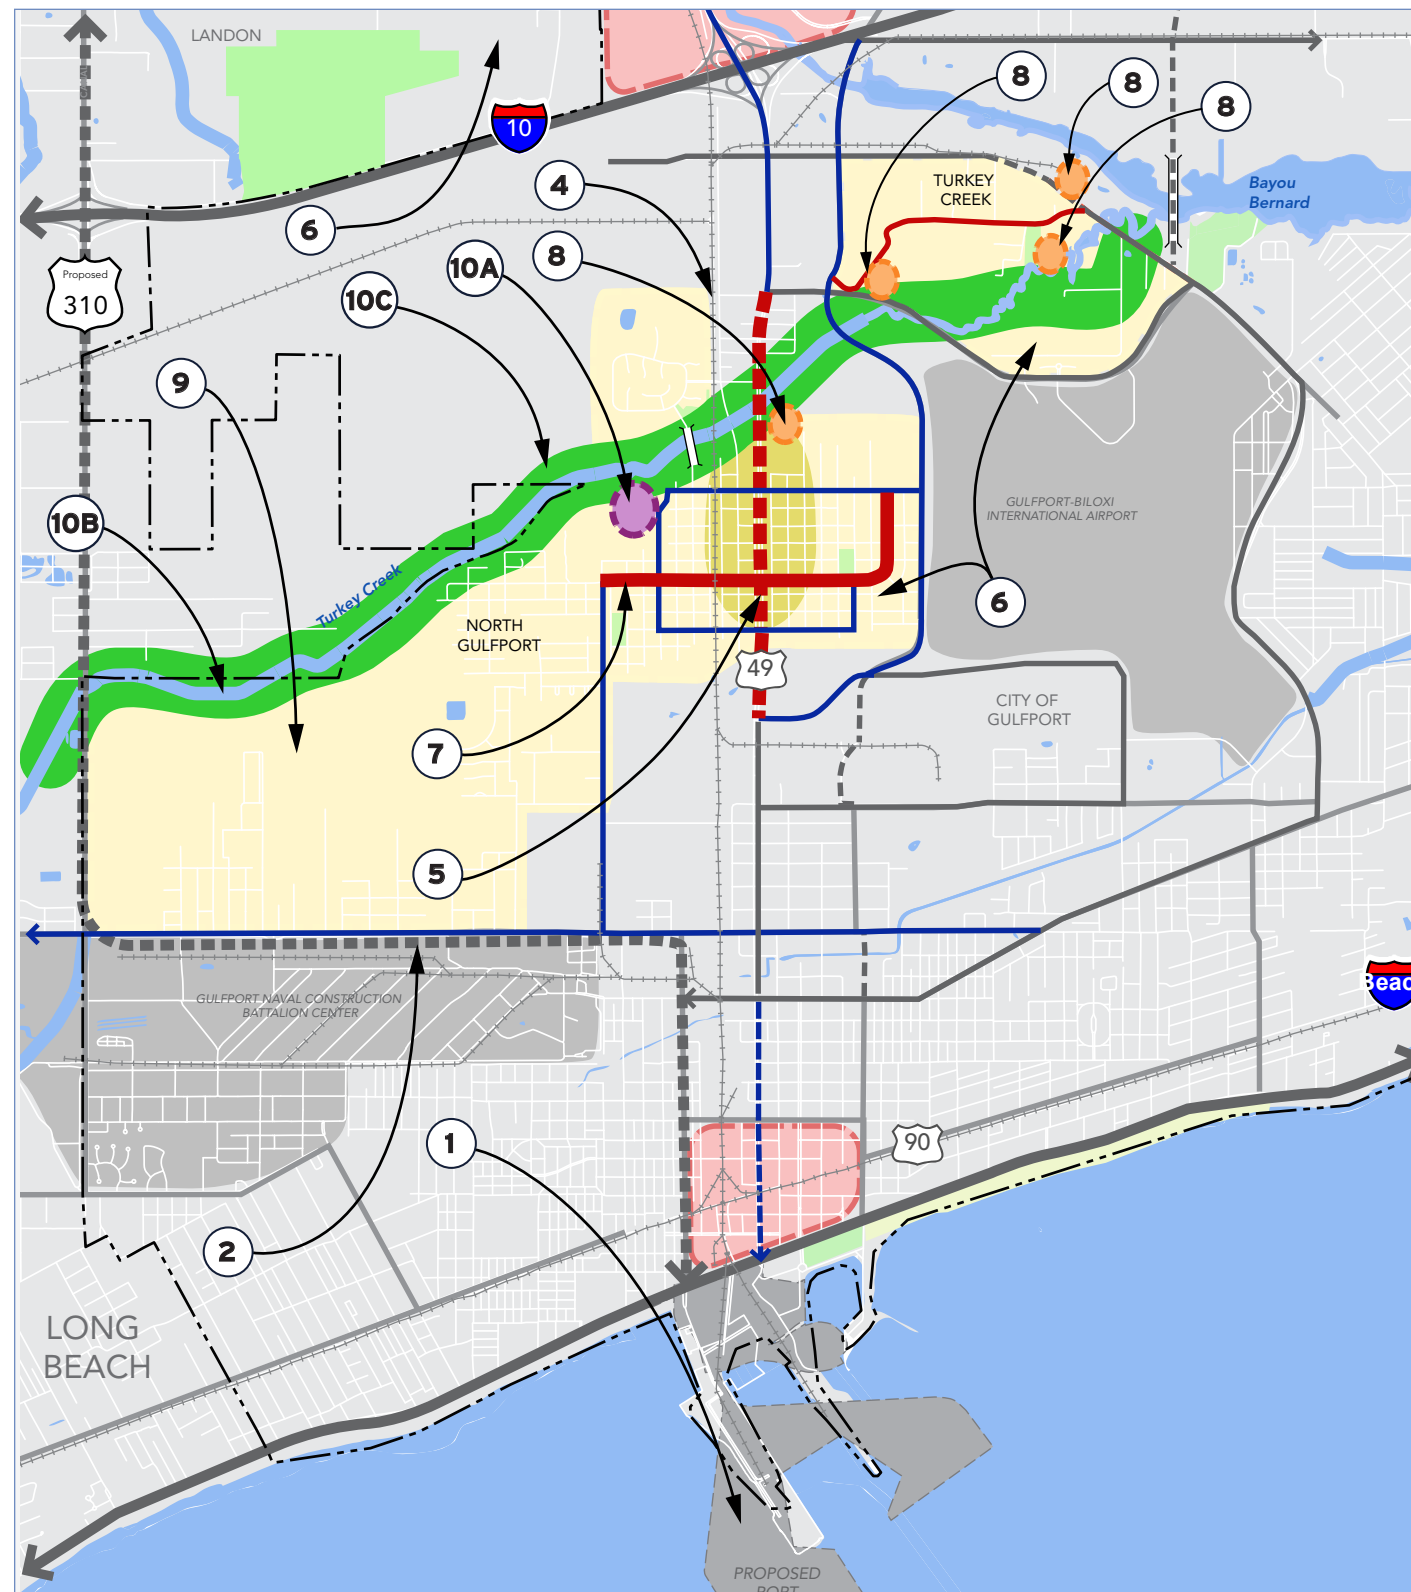 LANDON
10
8
8
8
4
TURKEY
CREEK
Bayou
Bernard
6
8
10A
Proposed
310
10C
9
GULFPORT-BILOXI
INTERNATIONAL AIRPORT
10B
Turkey Creek
6
NORTH
GULFPORT
49
CITY OF
GULFPORT
7
5
GULFPORT NAVAL CONSTRUCTION
BATTALION CENTER
Beac
1
90
2
LONG
BEACH
PROPOSED
PORT